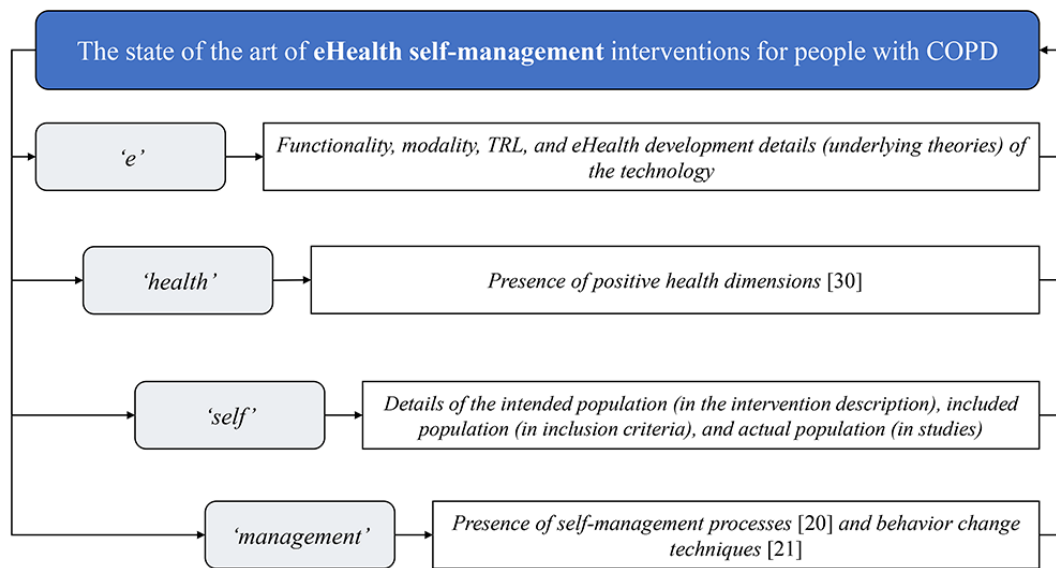 The state of the art of eHealth self-management interventions for people with COPD
‘e’
Functionality, modality, TRL, and eHealth development details (underlying theories) of
the technology
‘health’
Presence of positive health dimensions [30]
‘self’
Details of the intended population (in the intervention description), included
population (in inclusion criteria), and actual population (in studies)
‘management’
Presence of self-management processes [20] and behavior change
techniques [21]